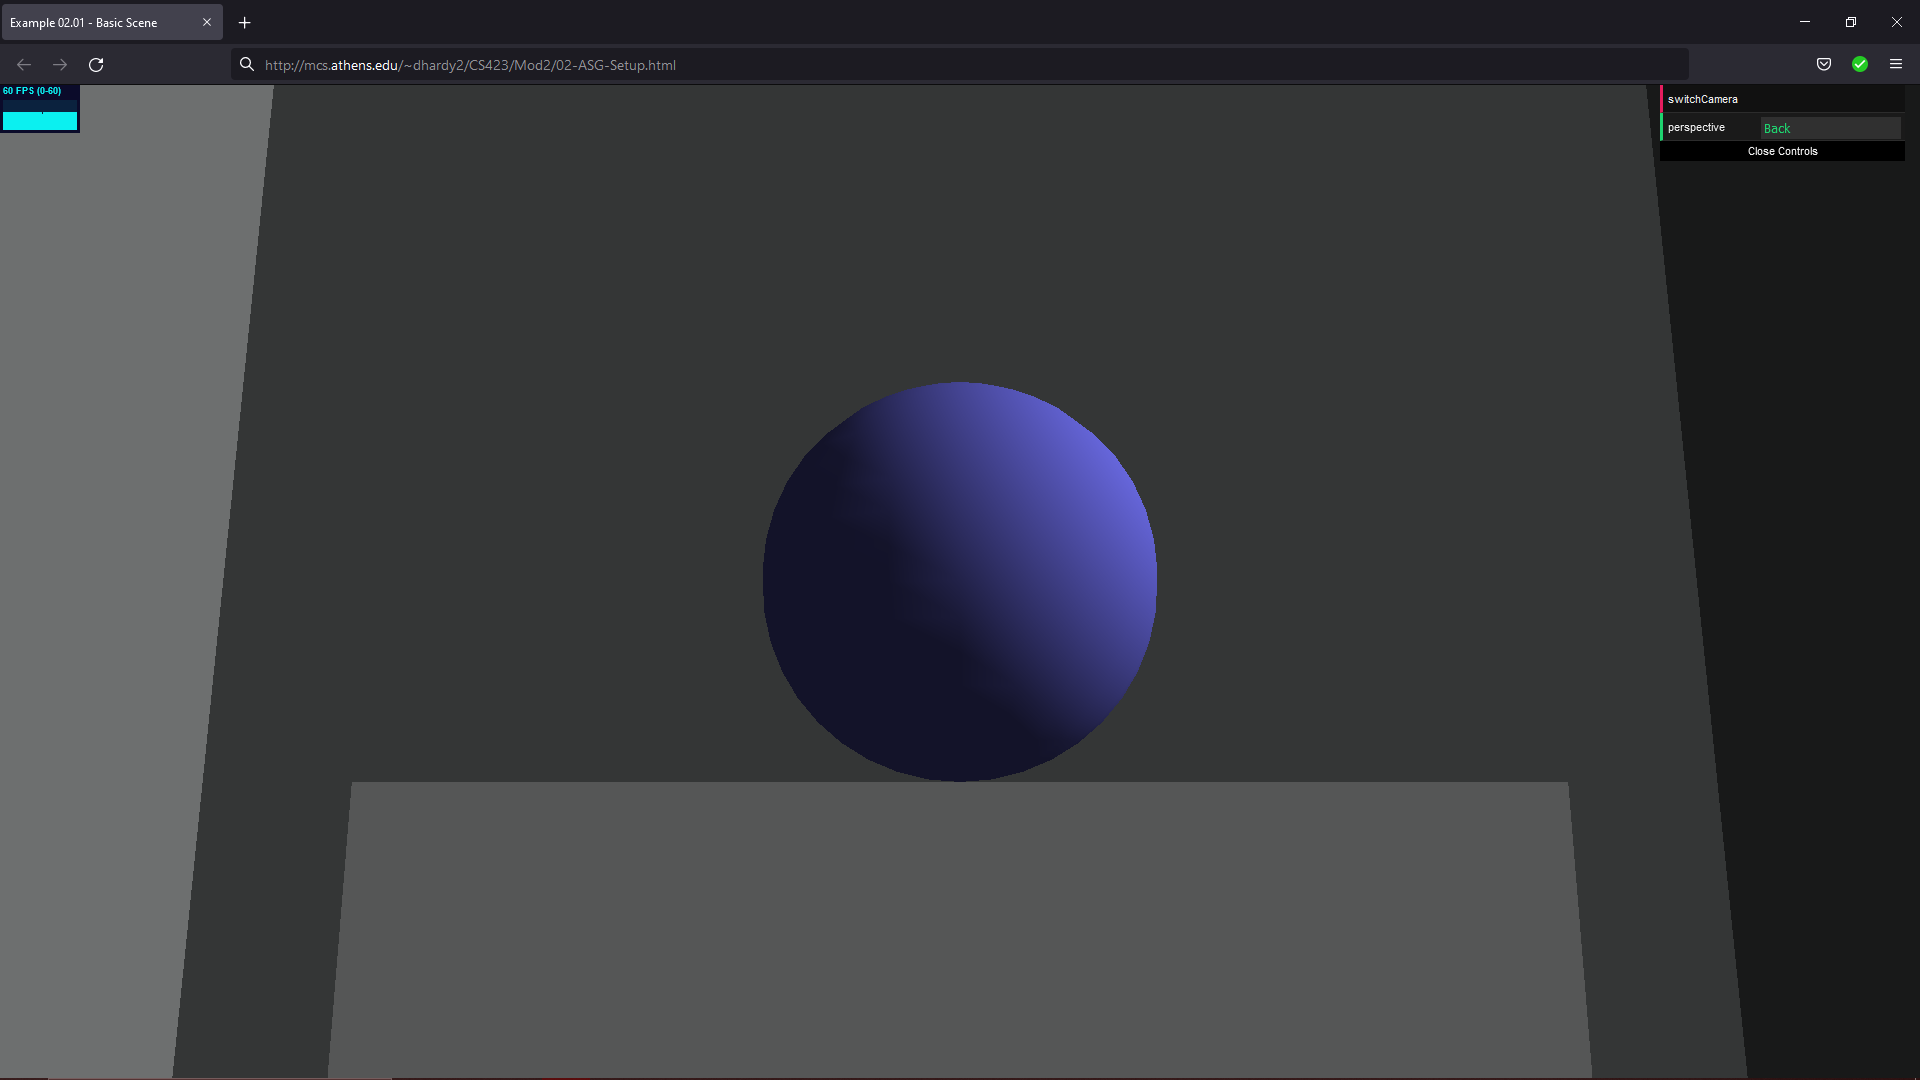 Example 02.01 - Basic Scene
http://mcs.athens.edu/~dhardy2/CS423/Mod2/02-ASG-Setup.html
60 FPS (0-60)
switchCamera
perspective Back
Close Controls